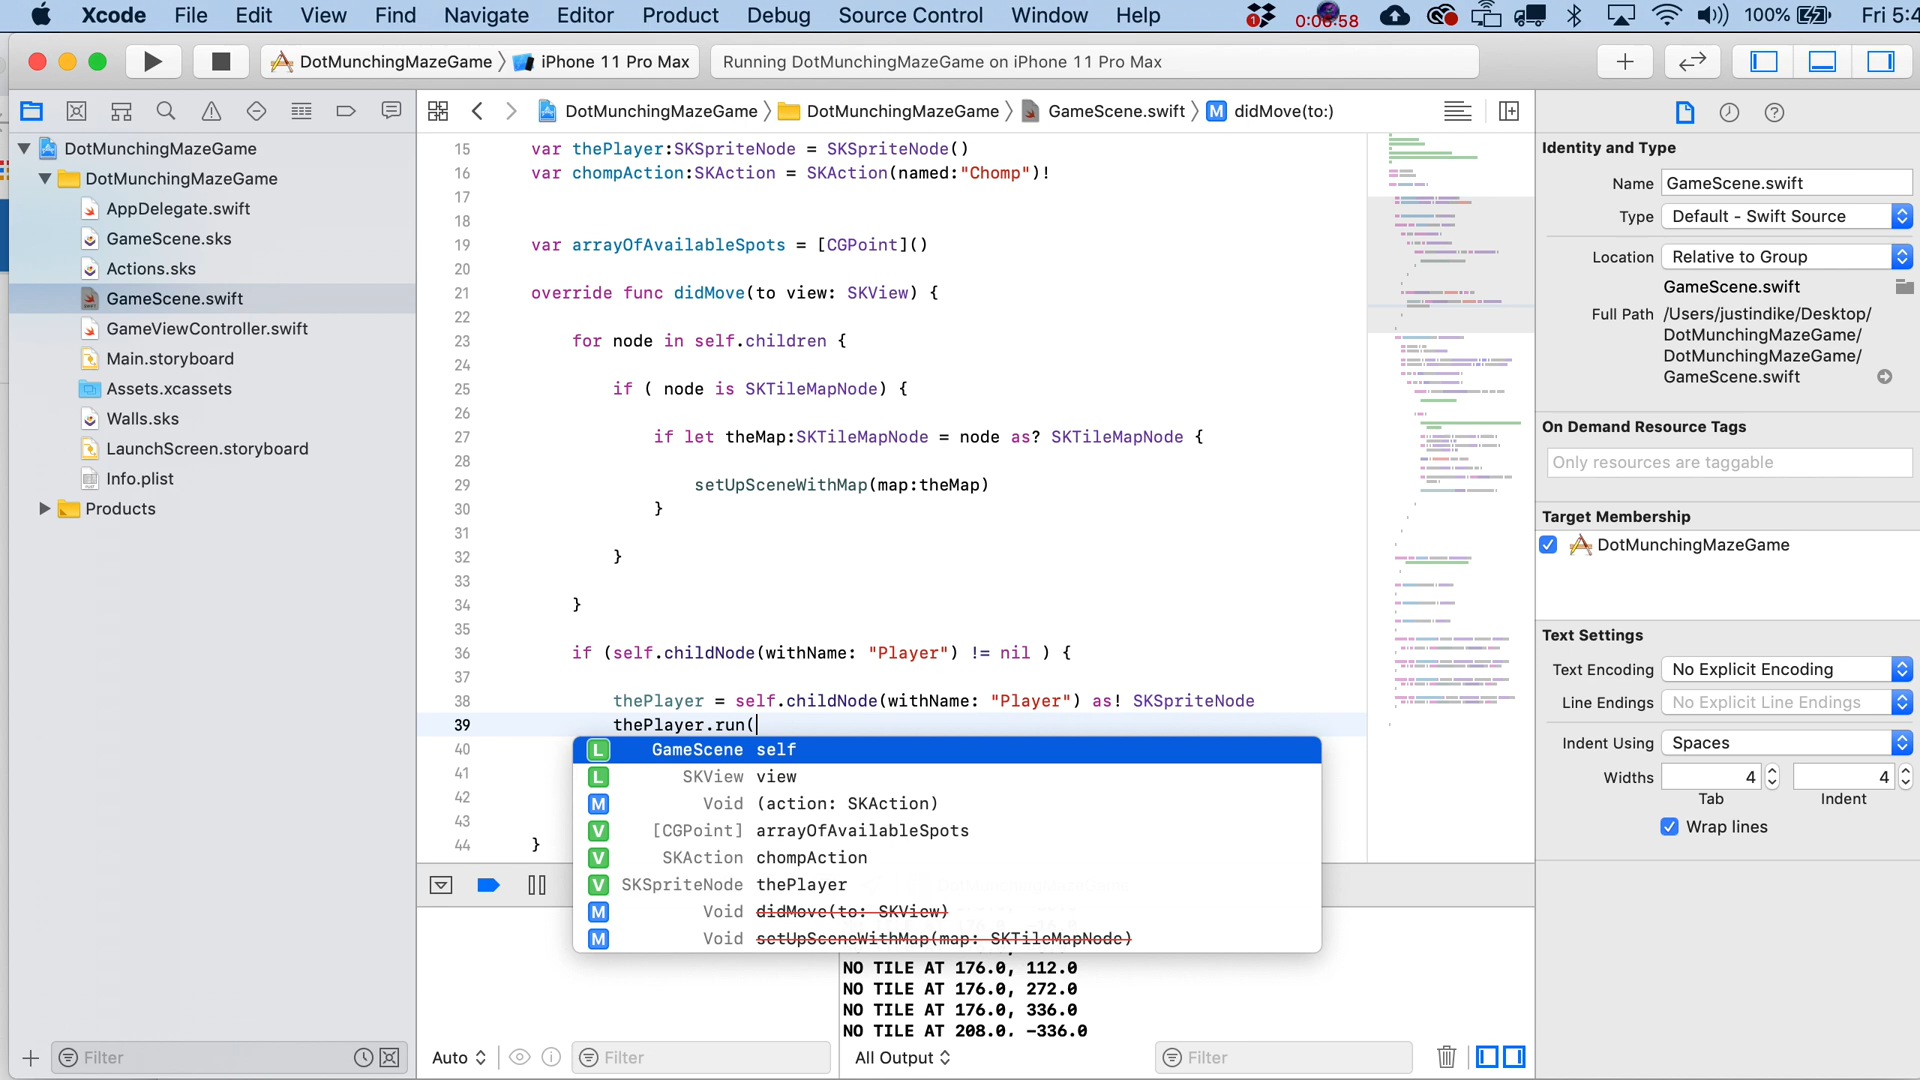 Xcode File Edit View Find Navigate Editor Product Debug Source Control Window Help 1 0:06:58 100% Fri 5:4
DotMunchingMazeGame iPhone 11 Pro Max Running DotMunchingMazeGame on iPhone 11 Pro Max
DotMunchingMazeGame DotMunchingMazeGame GameScene.swift M didMove(to:)
DotMunchingMazeGame
DotMunchingMazeGame
AppDelegate.swift
GameScene.sks
Actions.sks
GameScene.swift
GameViewController.swift
Main.storyboard
Assets.xcassets
Walls.sks
LaunchScreen.storyboard
Info.plist
Products
Filter
15 var thePlayer:SKSpriteNode = SKSpriteNode()
16 var chompAction:SKAction = SKAction(named:"Chomp")!
17
18
19 var arrayOfAvailableSpots = [CGPoint]()
20
21 override func didMove(to view: SKView) {
22
23 for node in self.children {
24
25 if ( node is SKTileMapNode) {
26
27 if let theMap:SKTileMapNode = node as? SKTileMapNode {
28
29 setUpSceneWithMap(map:theMap)
30 }
31
32 }
33
34 }
35
36 if (self.childNode(withName: "Player") != nil ) {
37
38 thePlayer = self.childNode(withName: "Player") as! SKSpriteNode
39 thePlayer.run(
40
41
42
43
44 }
L GameScene self
L SKView view
M Void (action: SKAction)
V [CGPoint] arrayOfAvailableSpots
V SKAction chompAction
V SKSpriteNode thePlayer
M Void didMove(to: SKView)
M Void setUpSceneWithMap(map: SKTileMapNode)
NO TILE AT 176.0, 112.0
NO TILE AT 176.0, 272.0
NO TILE AT 176.0, 336.0
NO TILE AT 208.0, -336.0
Auto Filter All Output Filter
Identity and Type
Name GameScene.swift
Type Default - Swift Source
Location Relative to Group
GameScene.swift
Full Path /Users/justindike/Desktop/
DotMunchingMazeGame/
DotMunchingMazeGame/
GameScene.swift
On Demand Resource Tags
Only resources are taggable
Target Membership
DotMunchingMazeGame
Text Settings
Text Encoding No Explicit Encoding
Line Endings No Explicit Line Endings
Indent Using Spaces
Widths 4 4
Tab Indent
Wrap lines